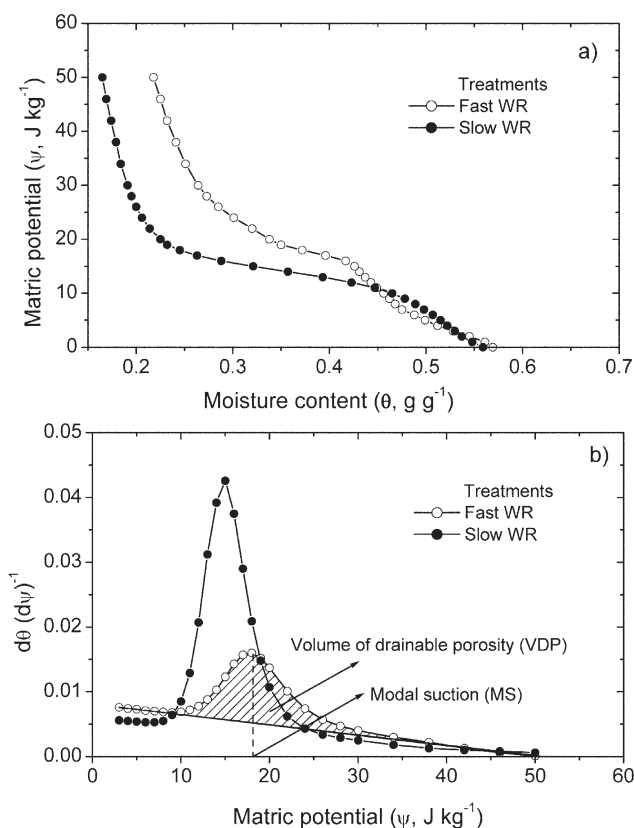 60
50
40
30
20
10
0
Matric potential (ψ, J kg⁻¹)
a)
Treatments
Fast WR
Slow WR
0.2 0.3 0.4 0.5 0.6 0.7
Moisture content (θ, g g⁻¹)
0.05
0.04
0.03
0.02
0.01
0.00
dθ (dψ)⁻¹
b)
Treatments
Fast WR
Slow WR
Volume of drainable porosity (VDP)
Modal suction (MS)
0 10 20 30 40 50 60
Matric potential (ψ, J kg⁻¹)